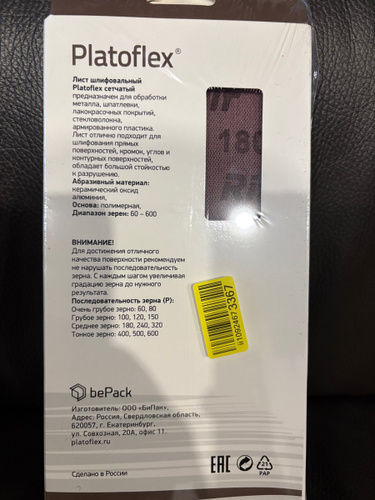 Platoflex®
Лист шлифовальный
Platoflex сетчатый
предназначен для обработки
металла, шпатлевки,
лакокрасочных покрытий,
стекловолокна,
армированного пластика.
Лист отлично подходит для
шлифования прямых
поверхностей, кромок, углов и
контурных поверхностей,
обладает большой стойкостью
к разрушению.
Абразивный материал:
керамический оксид
алюминия,
Основа: полимерная,
Диапазон зерен: 60 – 600
180
ВНИМАНИЕ!
Для достижения отличного
качества поверхности рекомендуем
не нарушать последовательность
зерна. С каждым шагом увеличивая
градацию зерна до нужного
результата.
Последовательность зерна (P):
Очень грубое зерно: 60, 80
Грубое зерно: 100, 120, 150
Среднее зерно: 180, 240, 320
Тонкое зерно: 400, 500, 600
3367
bePack
Изготовитель: ООО «БиПак»,
Адрес: Россия, Свердловская область,
620057, г. Екатеринбург,
ул. Совхозная, 20А, офис 11.
platoflex.ru
Сделано в России
EAC
21
PAP